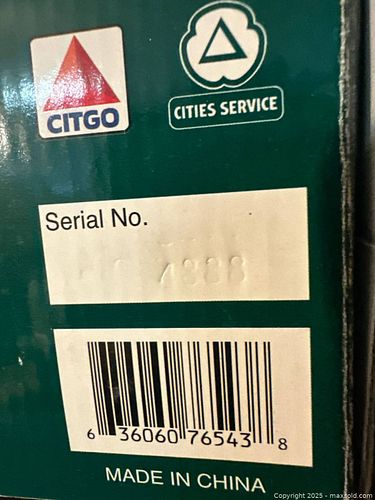 CITGO
CITIES SERVICE
Serial No.
6 36060 76543 8
MADE IN CHINA
Copyright 2025 - maxsold.com